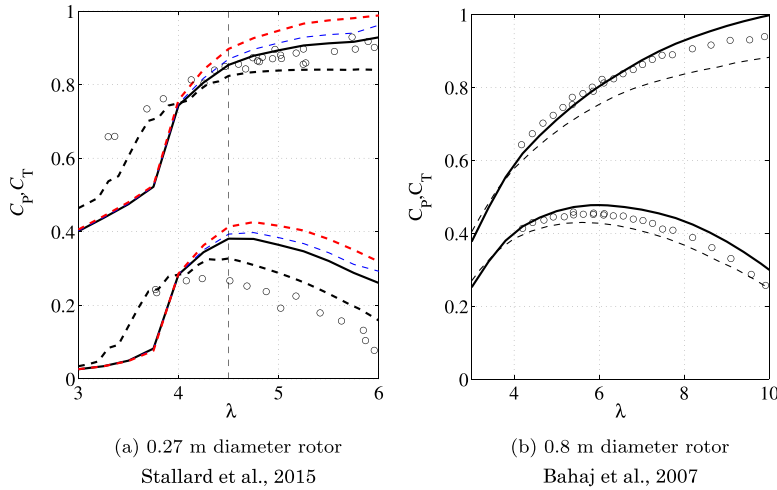 1
0.8
0.6
0.4
0.2
0
C_P,C_T
3
4
5
6
λ
1
0.8
0.6
0.4
0.2
0
C_P,C_T
4
6
8
10
λ
(a) 0.27 m diameter rotor
Stallard et al., 2015
(b) 0.8 m diameter rotor
Bahaj et al., 2007